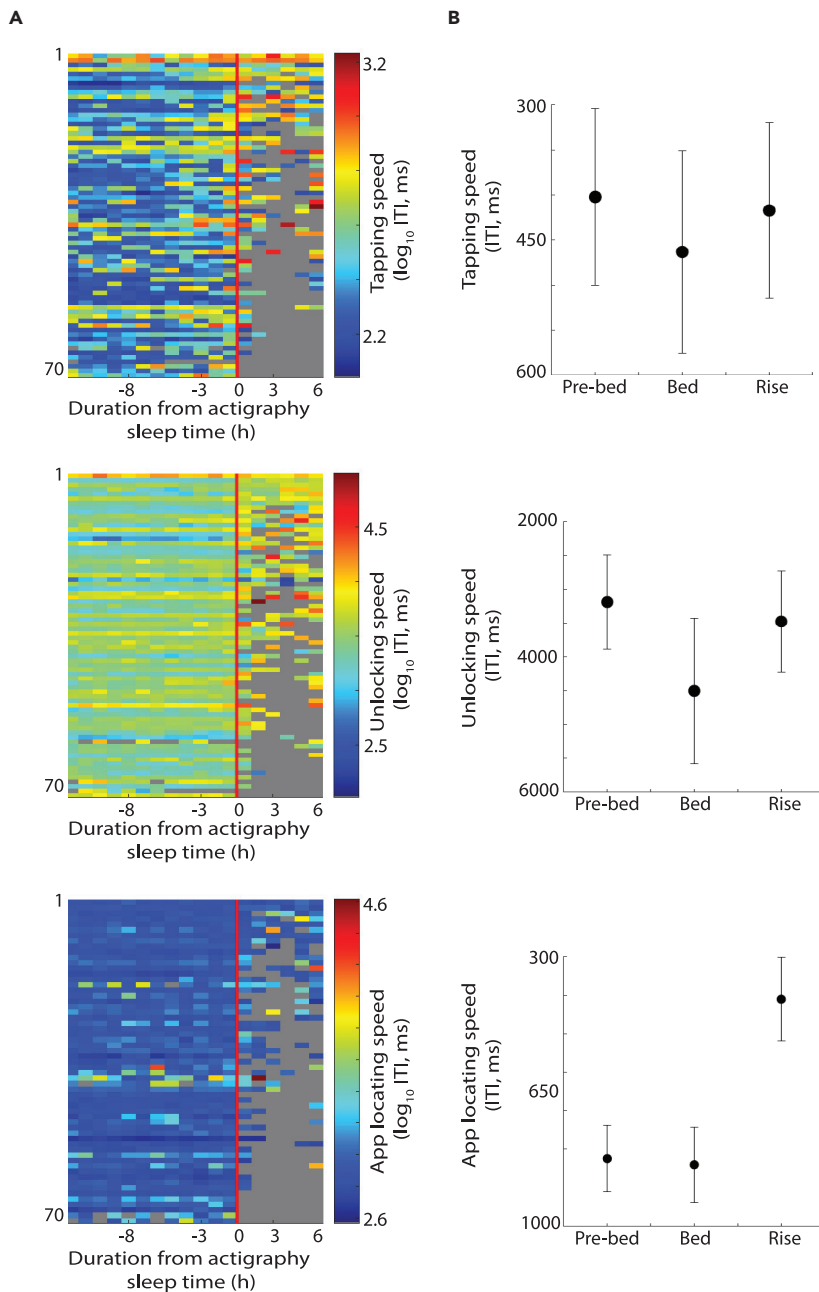 A
B
1
70
-8
-3
0
3
6
Duration from actigraphy
sleep time (h)
3.2
2.2
Tapping speed
(log10 ITI, ms)
300
450
600
Tapping speed
(ITI, ms)
Pre-bed
Bed
Rise
1
70
-8
-3
0
3
6
Duration from actigraphy
sleep time (h)
4.5
2.5
Unlocking speed
(log10 ITI, ms)
2000
4000
6000
Unlocking speed
(ITI, ms)
Pre-bed
Bed
Rise
1
70
-8
-3
0
3
6
Duration from actigraphy
sleep time (h)
4.6
2.6
App locating speed
(log10 ITI, ms)
300
650
1000
App locating speed
(ITI, ms)
Pre-bed
Bed
Rise